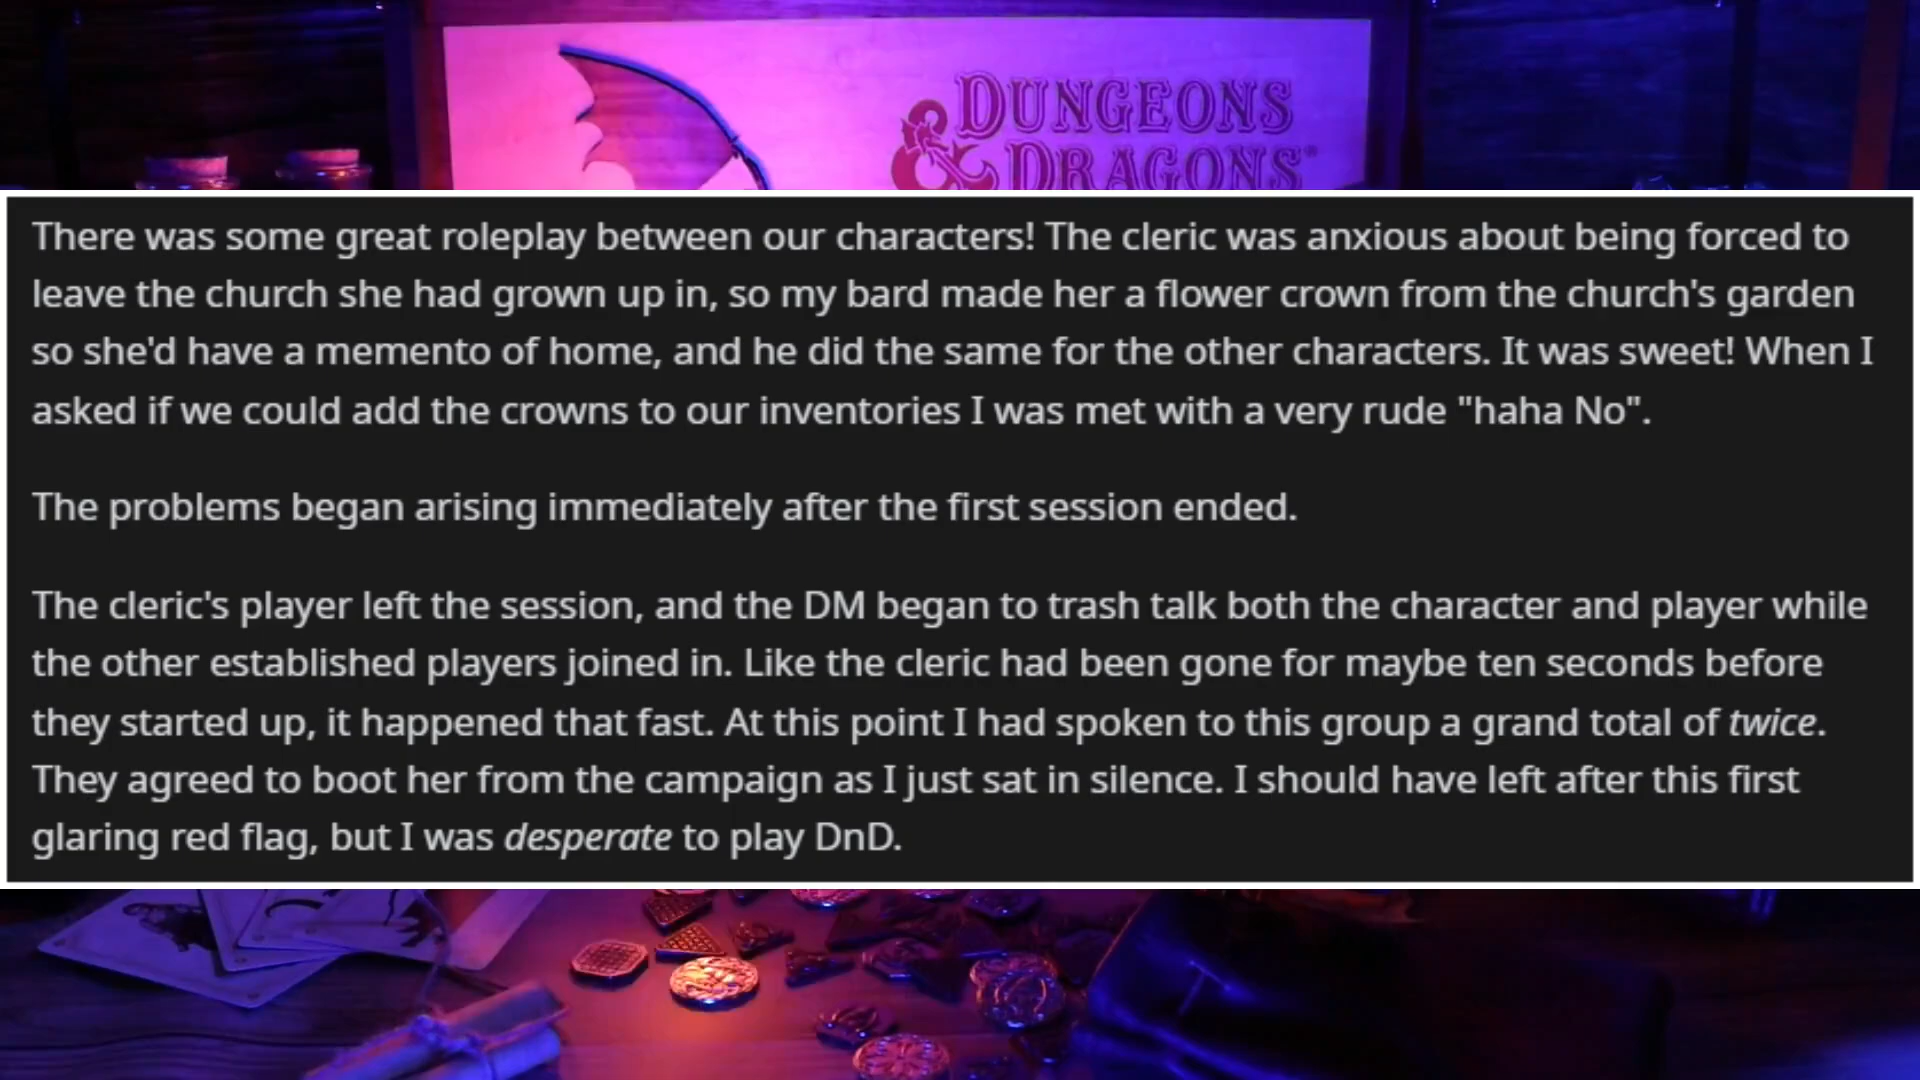 DUNGEONS
& DRAGONS
There was some great roleplay between our characters! The cleric was anxious about being forced to
leave the church she had grown up in, so my bard made her a flower crown from the church's garden
so she'd have a memento of home, and he did the same for the other characters. It was sweet! When I
asked if we could add the crowns to our inventories I was met with a very rude "haha No".
The problems began arising immediately after the first session ended.
The cleric's player left the session, and the DM began to trash talk both the character and player while
the other established players joined in. Like the cleric had been gone for maybe ten seconds before
they started up, it happened that fast. At this point I had spoken to this group a grand total of twice.
They agreed to boot her from the campaign as I just sat in silence. I should have left after this first
glaring red flag, but I was desperate to play DnD.